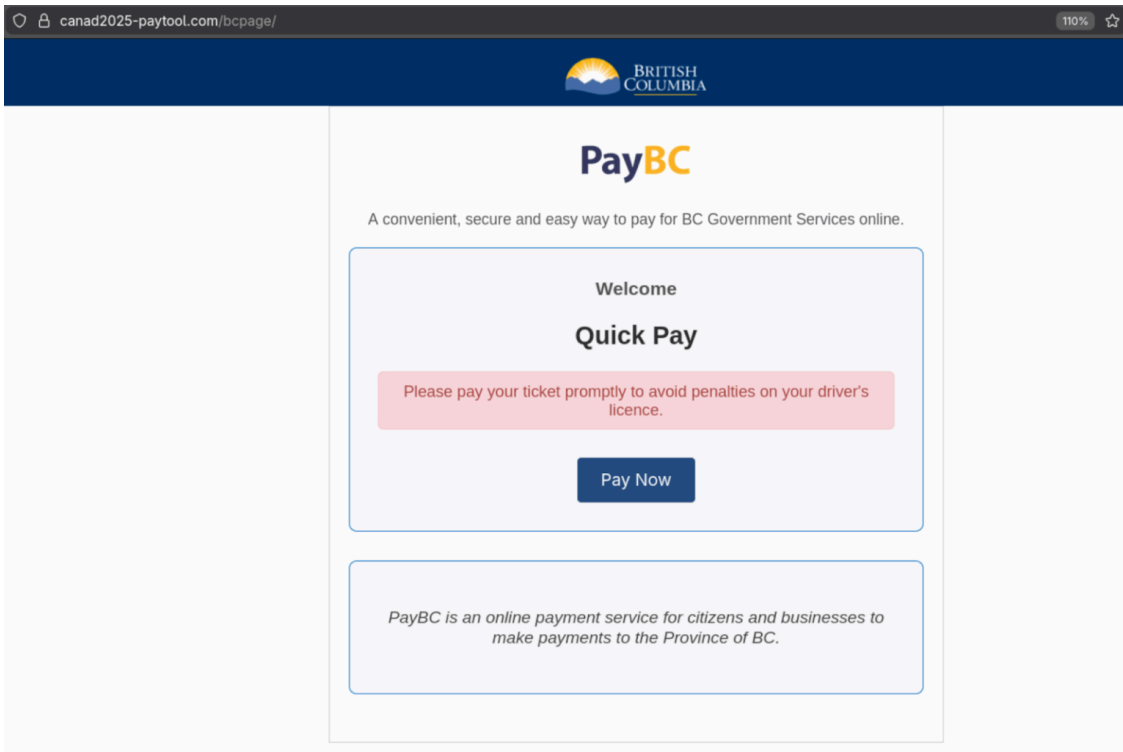 canad2025-paytool.com/bcpage/
110%
BRITISH
COLUMBIA
PayBC
A convenient, secure and easy way to pay for BC Government Services online.
Welcome
Quick Pay
Please pay your ticket promptly to avoid penalties on your driver's
licence.
Pay Now
PayBC is an online payment service for citizens and businesses to
make payments to the Province of BC.